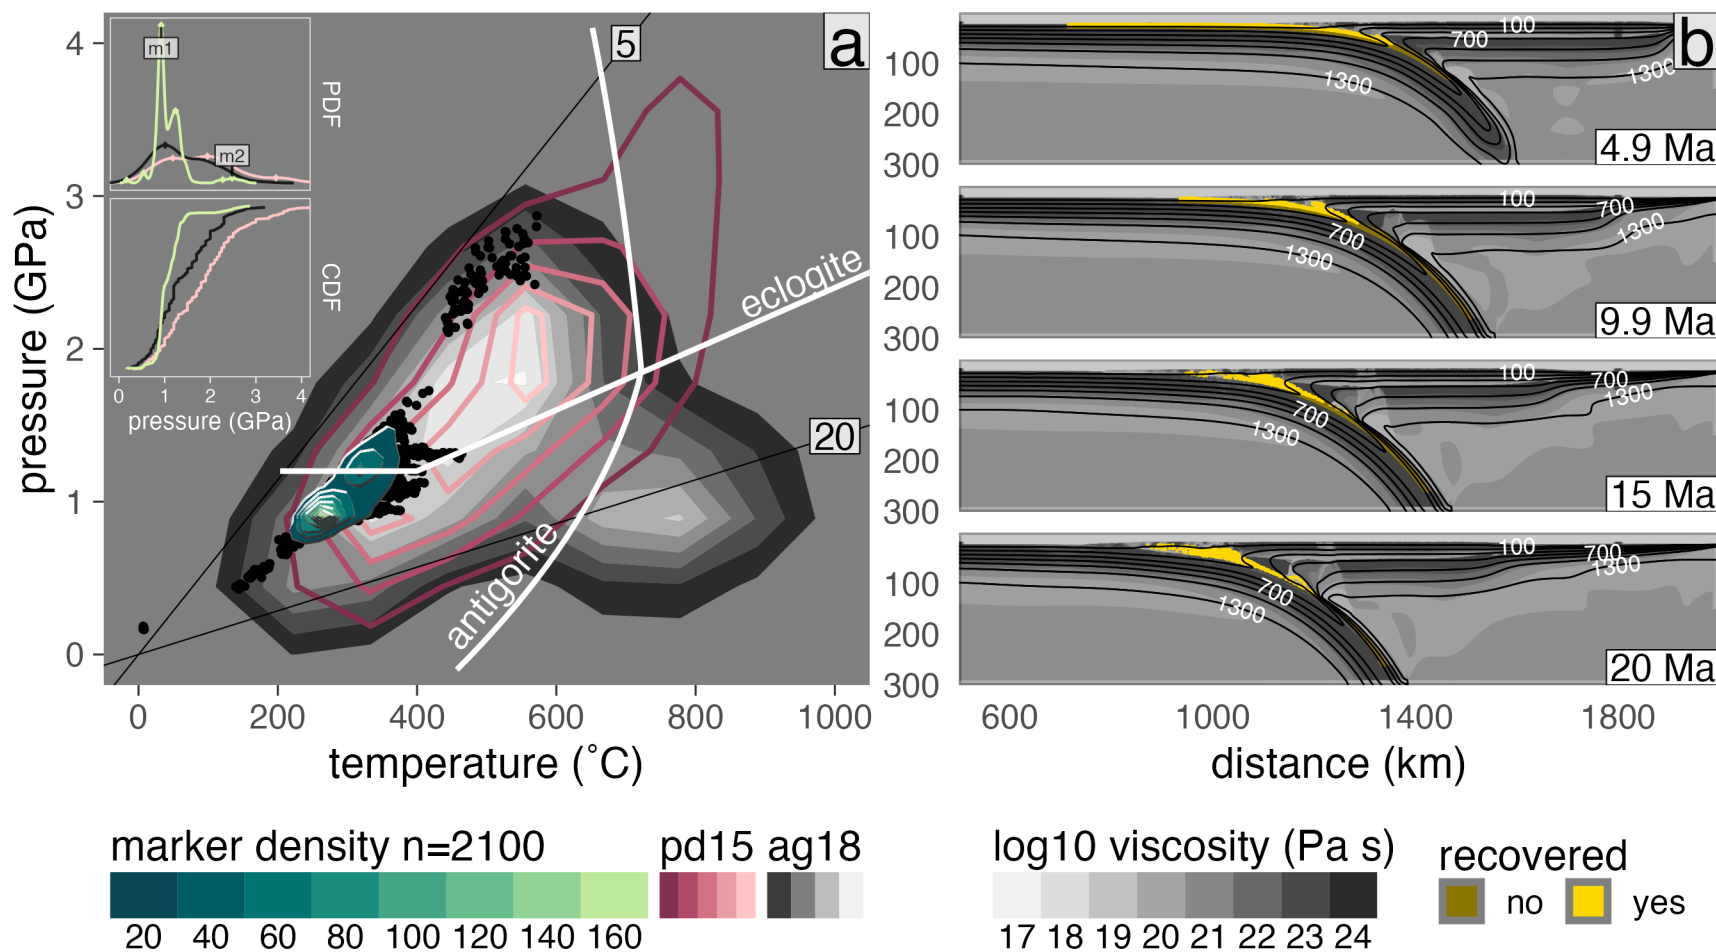 a
5
20
eclogite
antigorite
m1
m2
PDF
CDF
0 1 2 3 4
pressure (GPa)
4
3
2
1
0
pressure (GPa)
0 200 400 600 800 1000
temperature (˚C)
b
100
700
1300
1300
4.9 Ma
100
200
300
100
700
700
1300
1300
9.9 Ma
100
200
300
100
700
700
1300
1300
15 Ma
100
200
300
100
700
700
1300
1300
20 Ma
100
200
300
600 1000 1400 1800
distance (km)
marker density n=2100
20 40 60 80 100 120 140 160
pd15
ag18
log10 viscosity (Pa s)
17 18 19 20 21 22 23 24
recovered
no yes